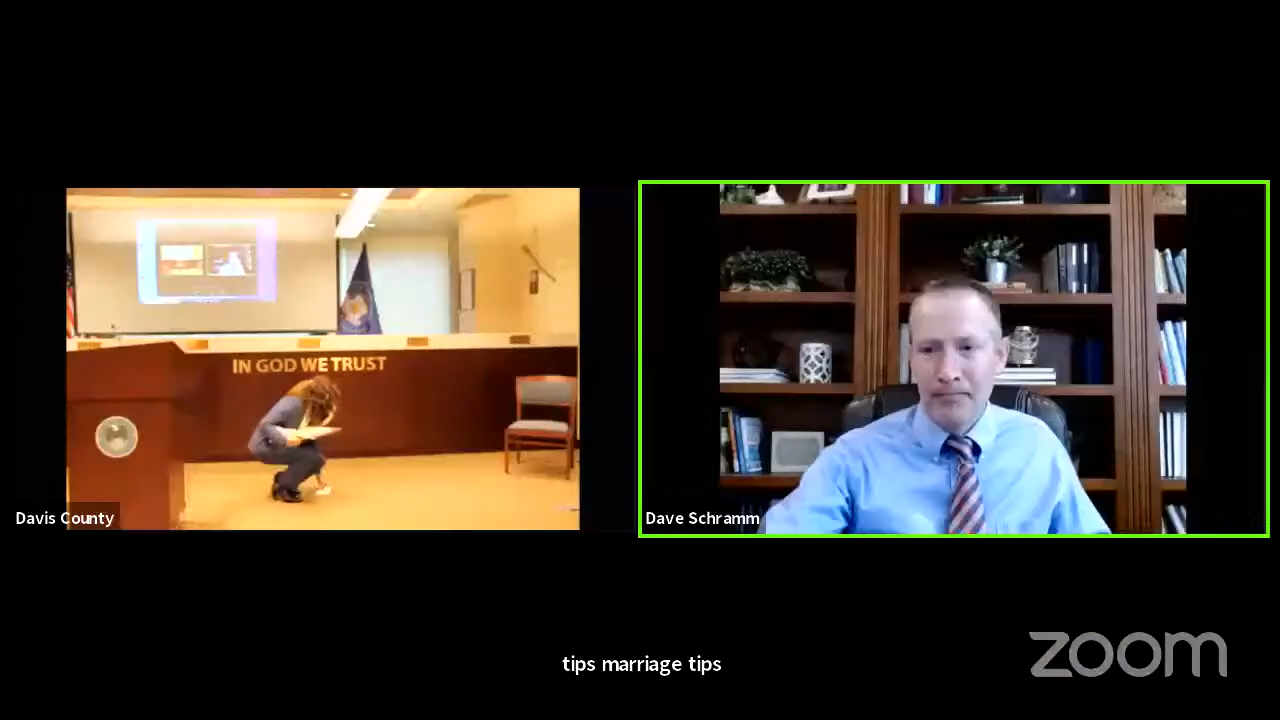 IN GOD WE TRUST
Davis County
Dave Schramm
tips marriage tips
zoom